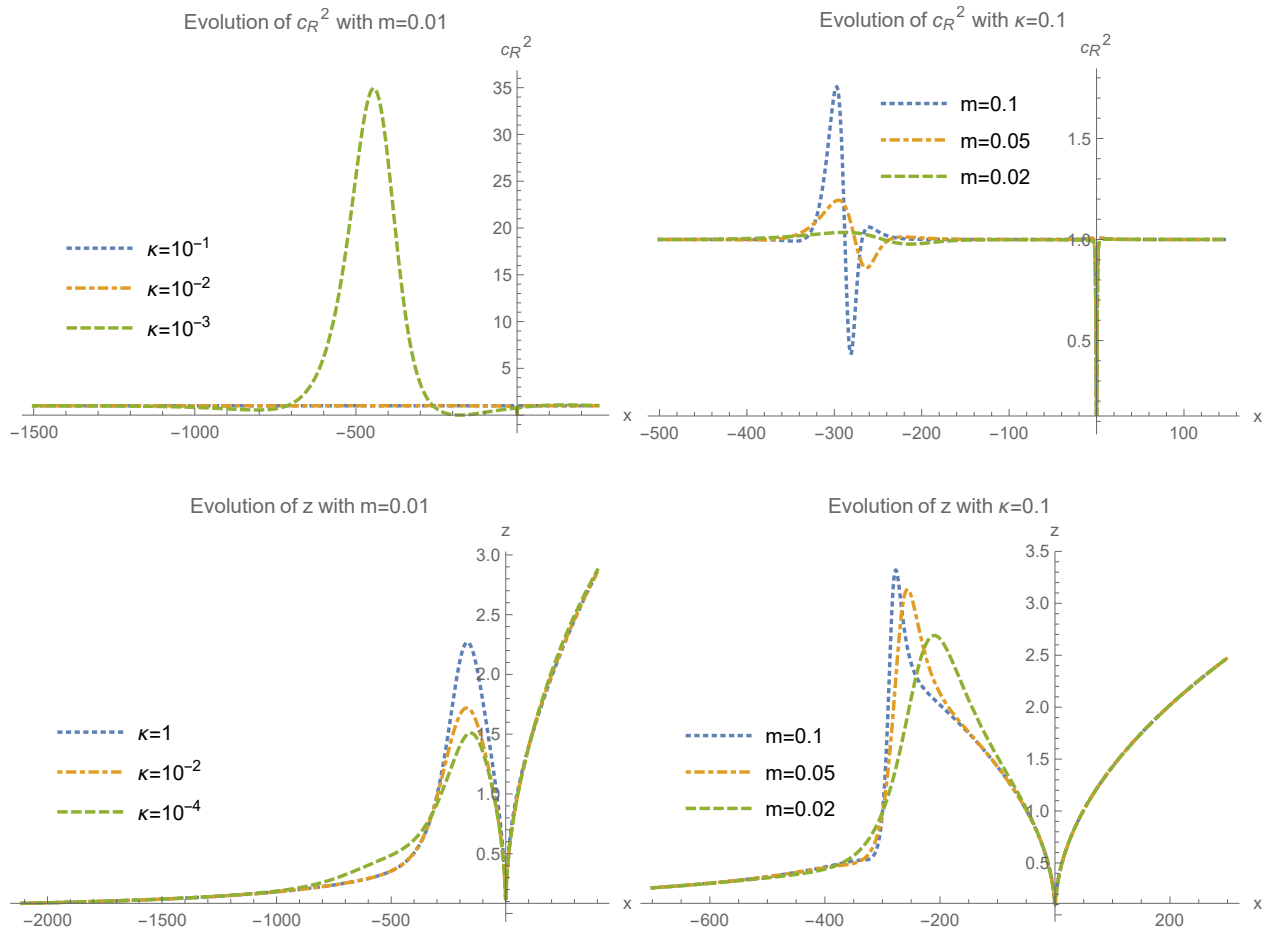 Evolution of c_R^2 with m=0.01
c_R^2
35
30
25
20
15
10
5
κ=10^−1
κ=10^−2
κ=10^−3
−1500
−1000
−500
x
Evolution of c_R^2 with κ=0.1
c_R^2
1.5
1.0
0.5
m=0.1
m=0.05
m=0.02
−500
−400
−300
−200
−100
100
x
Evolution of z with m=0.01
z
3.0
2.5
2.0
1.5
1.0
0.5
κ=1
κ=10^−2
κ=10^−4
−2000
−1500
−1000
−500
x
Evolution of z with κ=0.1
z
3.5
3.0
2.5
2.0
1.5
1.0
0.5
m=0.1
m=0.05
m=0.02
−600
−400
−200
200
x